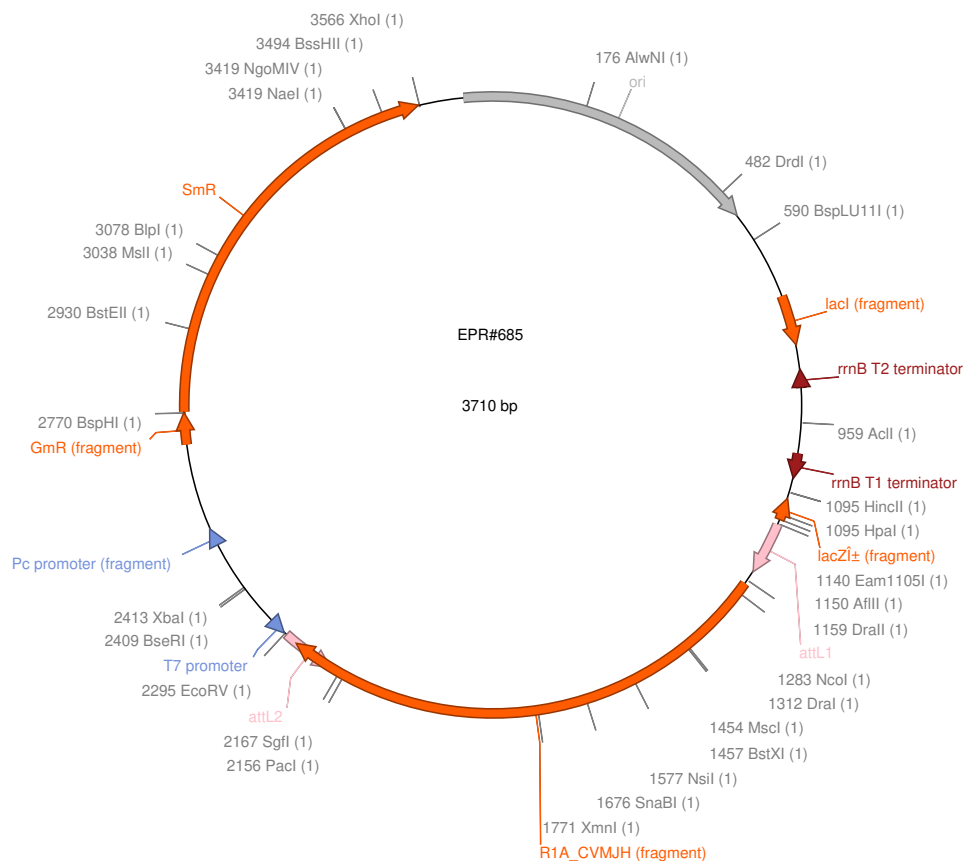 3566 XhoI (1)
3494 BssHII (1)
3419 NgoMIV (1)
3419 NaeI (1)
176 AlwNI (1)
ori
482 DrdI (1)
590 BspLU11I (1)
SmR
3078 BlpI (1)
3038 MslI (1)
2930 BstEII (1)
lacI (fragment)
EPR#685
rrnB T2 terminator
3710 bp
2770 BspHI (1)
GmR (fragment)
959 AclI (1)
rrnB T1 terminator
1095 HincII (1)
1095 HpaI (1)
lacZÎ± (fragment)
Pc promoter (fragment)
1140 Eam1105I (1)
1150 AflIII (1)
1159 DraII (1)
attL1
2413 XbaI (1)
2409 BseRI (1)
T7 promoter
2295 EcoRV (1)
attL2
2167 SgfI (1)
2156 PacI (1)
1283 NcoI (1)
1312 DraI (1)
1454 MscI (1)
1457 BstXI (1)
1577 NsiI (1)
1676 SnaBI (1)
1771 XmnI (1)
R1A_CVMJH (fragment)